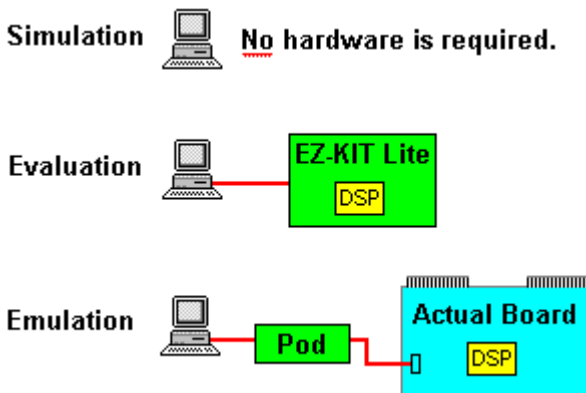 Simulation
No hardware is required.
Evaluation
EZ-KIT Lite
DSP
Emulation
Pod
Actual Board
DSP